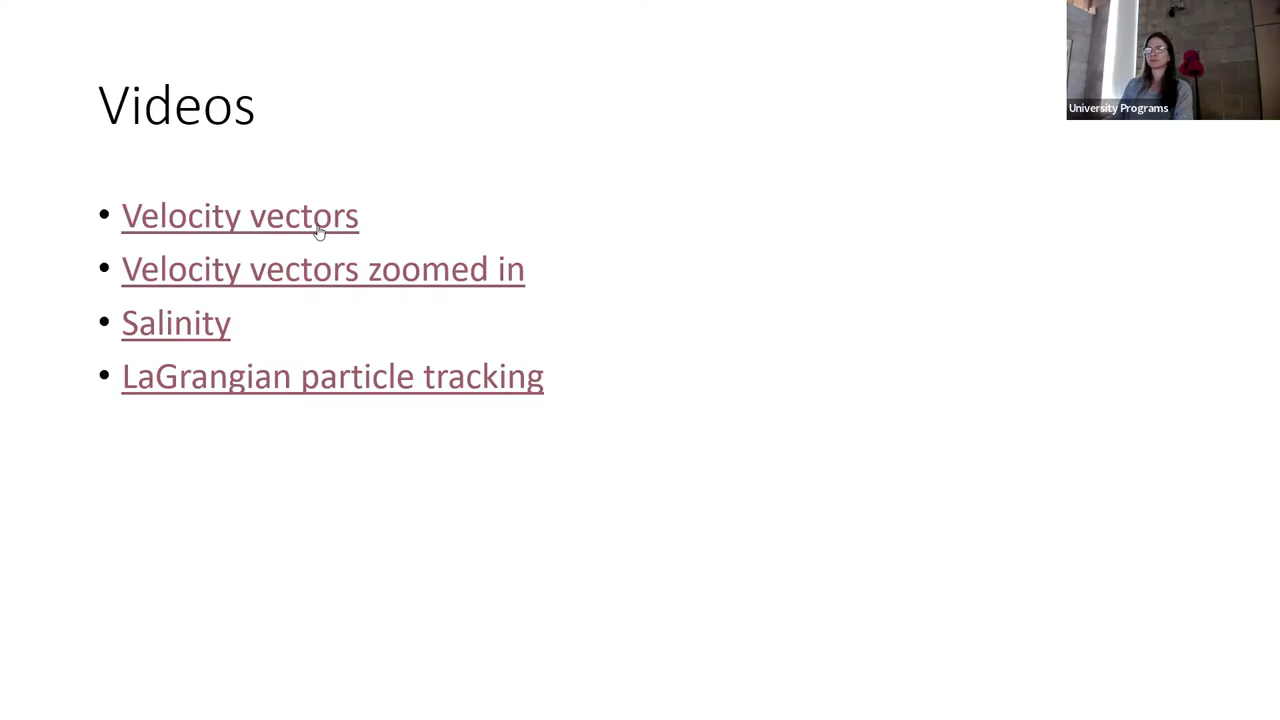 Videos
• Velocity vectors
• Velocity vectors zoomed in
• Salinity
• LaGrangian particle tracking
University Programs